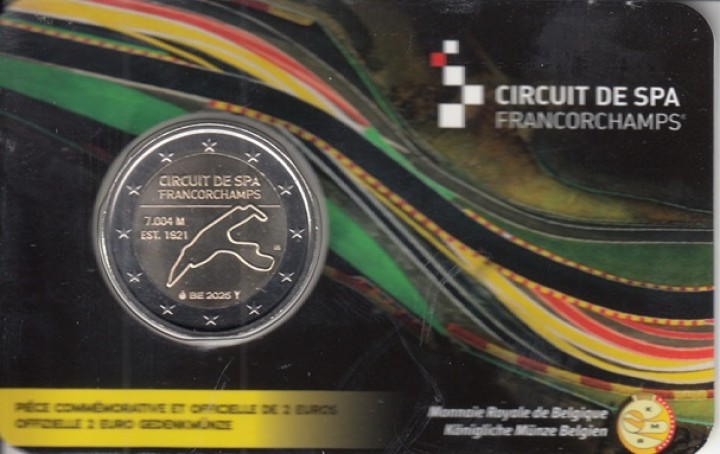 CIRCUIT DE SPA
FRANCORCHAMPS
CIRCUIT DE SPA
FRANCORCHAMPS
7.004 M
EST. 1921
BE 2025
PIÈCE COMMÉMORATIVE ET OFFICIELLE DE 2 EUROS
OFFIZIELLE 2 EURO GEDENKMÜNZE
Monnaie Royale de Belgique
Königliche Münze Belgien
K
M
B